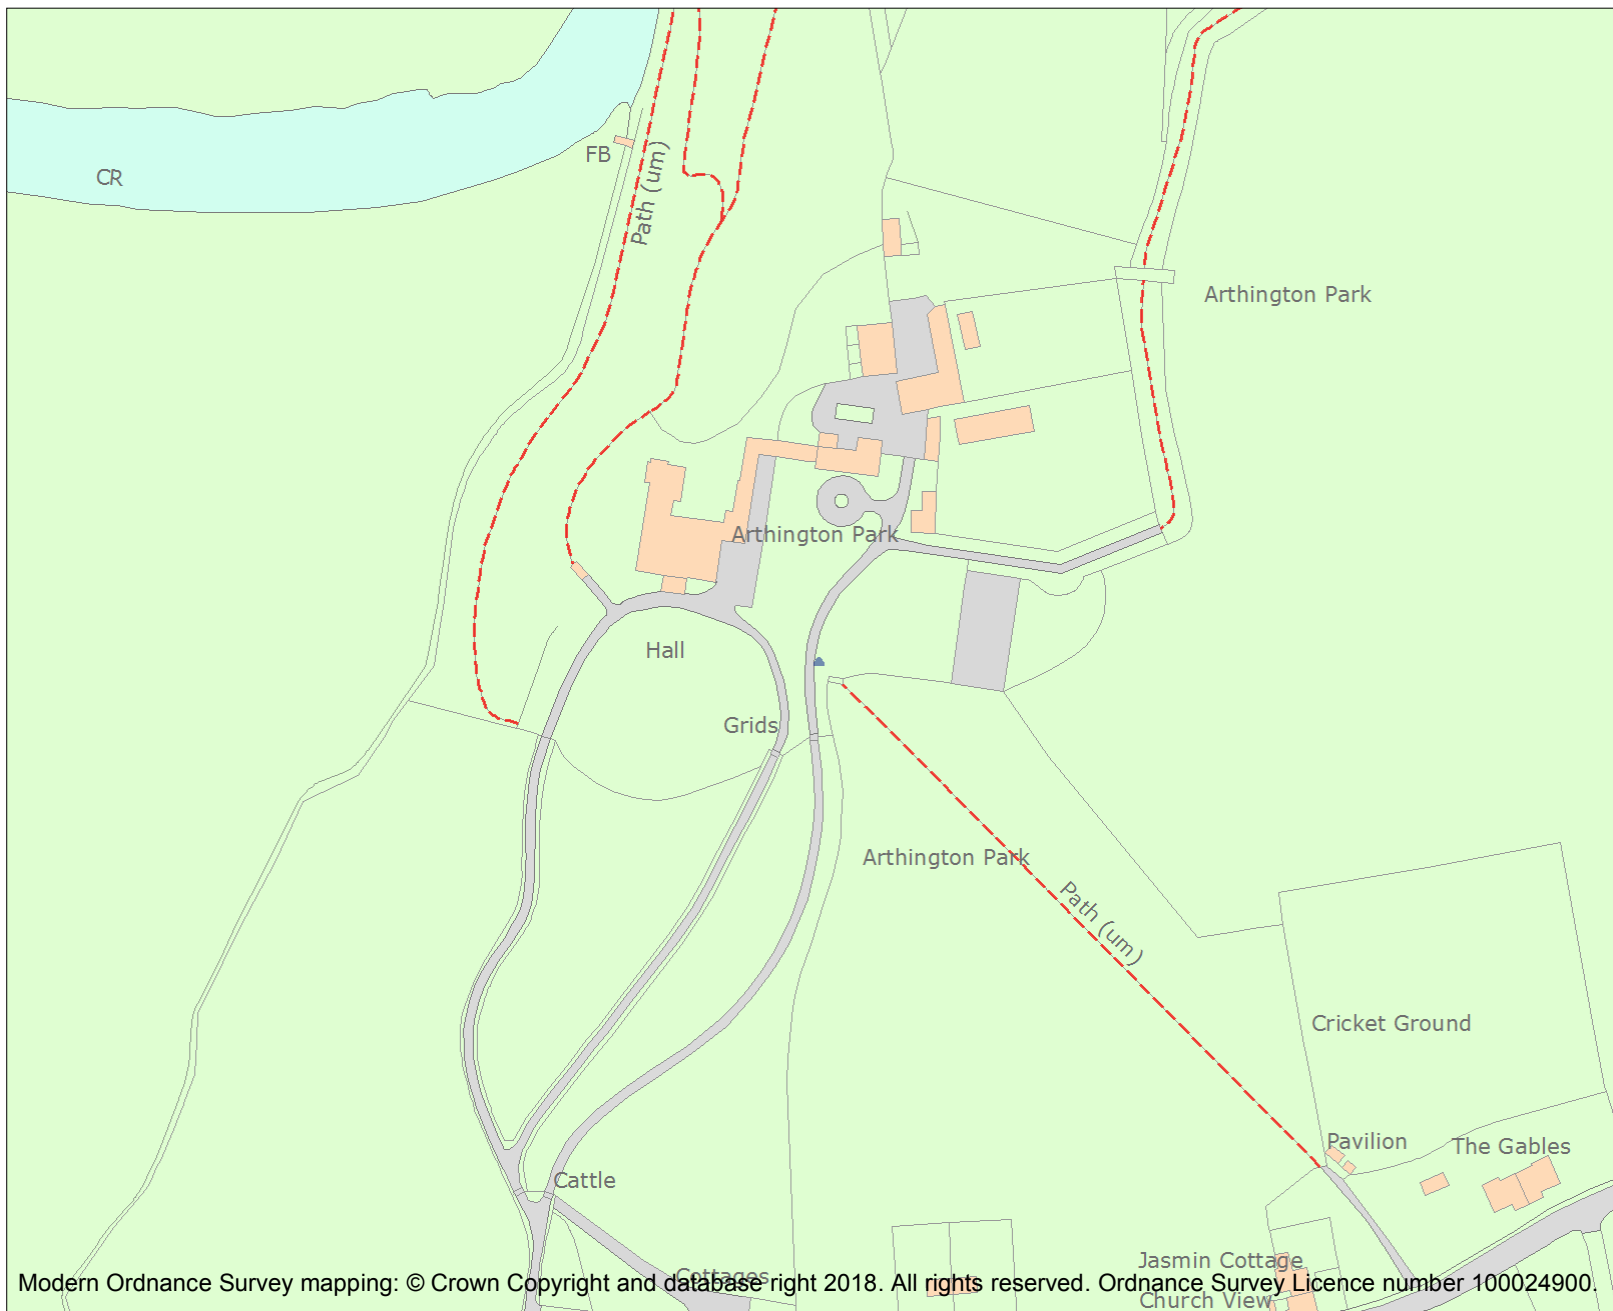 FB
Path (um)
CR
Arthington Park
Arthington Park
Hall
Grids
Arthington Park
Path (um)
Cricket Ground
Pavilion
The Gables
Cattle
Jasmin Cottage
Cottages
Modern Ordnance Survey mapping: © Crown Copyright and database right 2018. All rights reserved. Ordnance Survey Licence number 100024900.
Church View